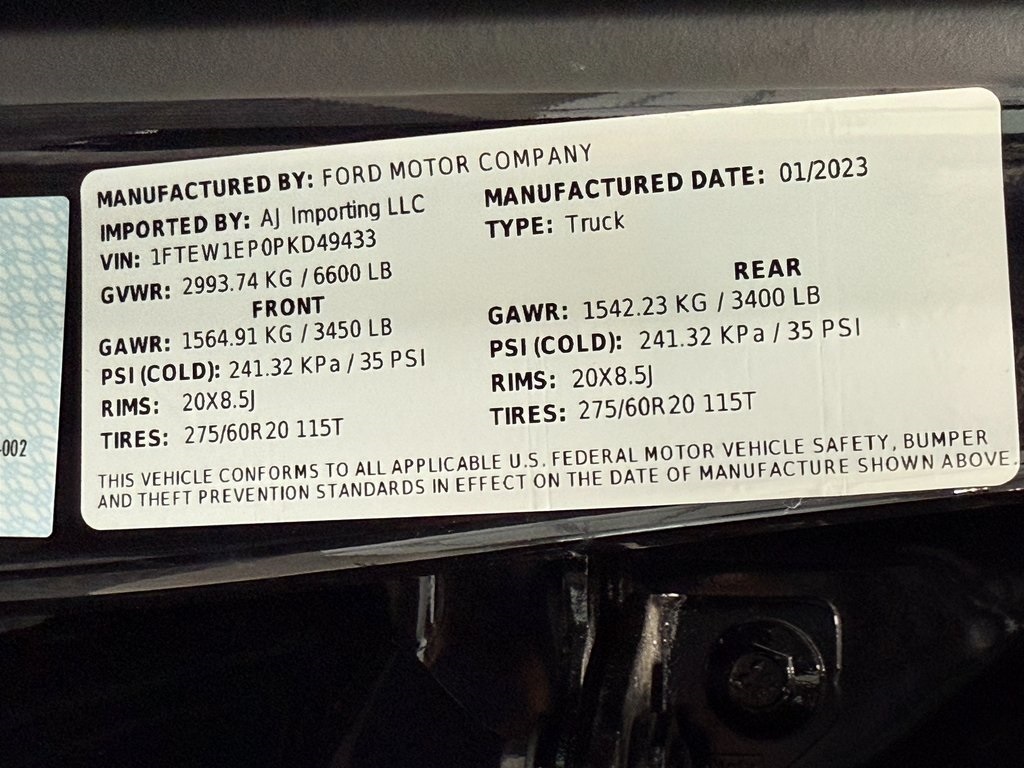 MANUFACTURED BY: FORD MOTOR COMPANY
IMPORTED BY: AJ Importing LLC
MANUFACTURED DATE: 01/2023
VIN: 1FTEW1EP0PKD49433
TYPE: Truck
GVWR: 2993.74 KG / 6600 LB
FRONT
REAR
GAWR: 1564.91 KG / 3450 LB
GAWR: 1542.23 KG / 3400 LB
PSI (COLD): 241.32 KPa / 35 PSI
PSI (COLD): 241.32 KPa / 35 PSI
RIMS: 20X8.5J
RIMS: 20X8.5J
TIRES: 275/60R20 115T
TIRES: 275/60R20 115T
THIS VEHICLE CONFORMS TO ALL APPLICABLE U.S. FEDERAL MOTOR VEHICLE SAFETY, BUMPER
AND THEFT PREVENTION STANDARDS IN EFFECT ON THE DATE OF MANUFACTURE SHOWN ABOVE.
-002